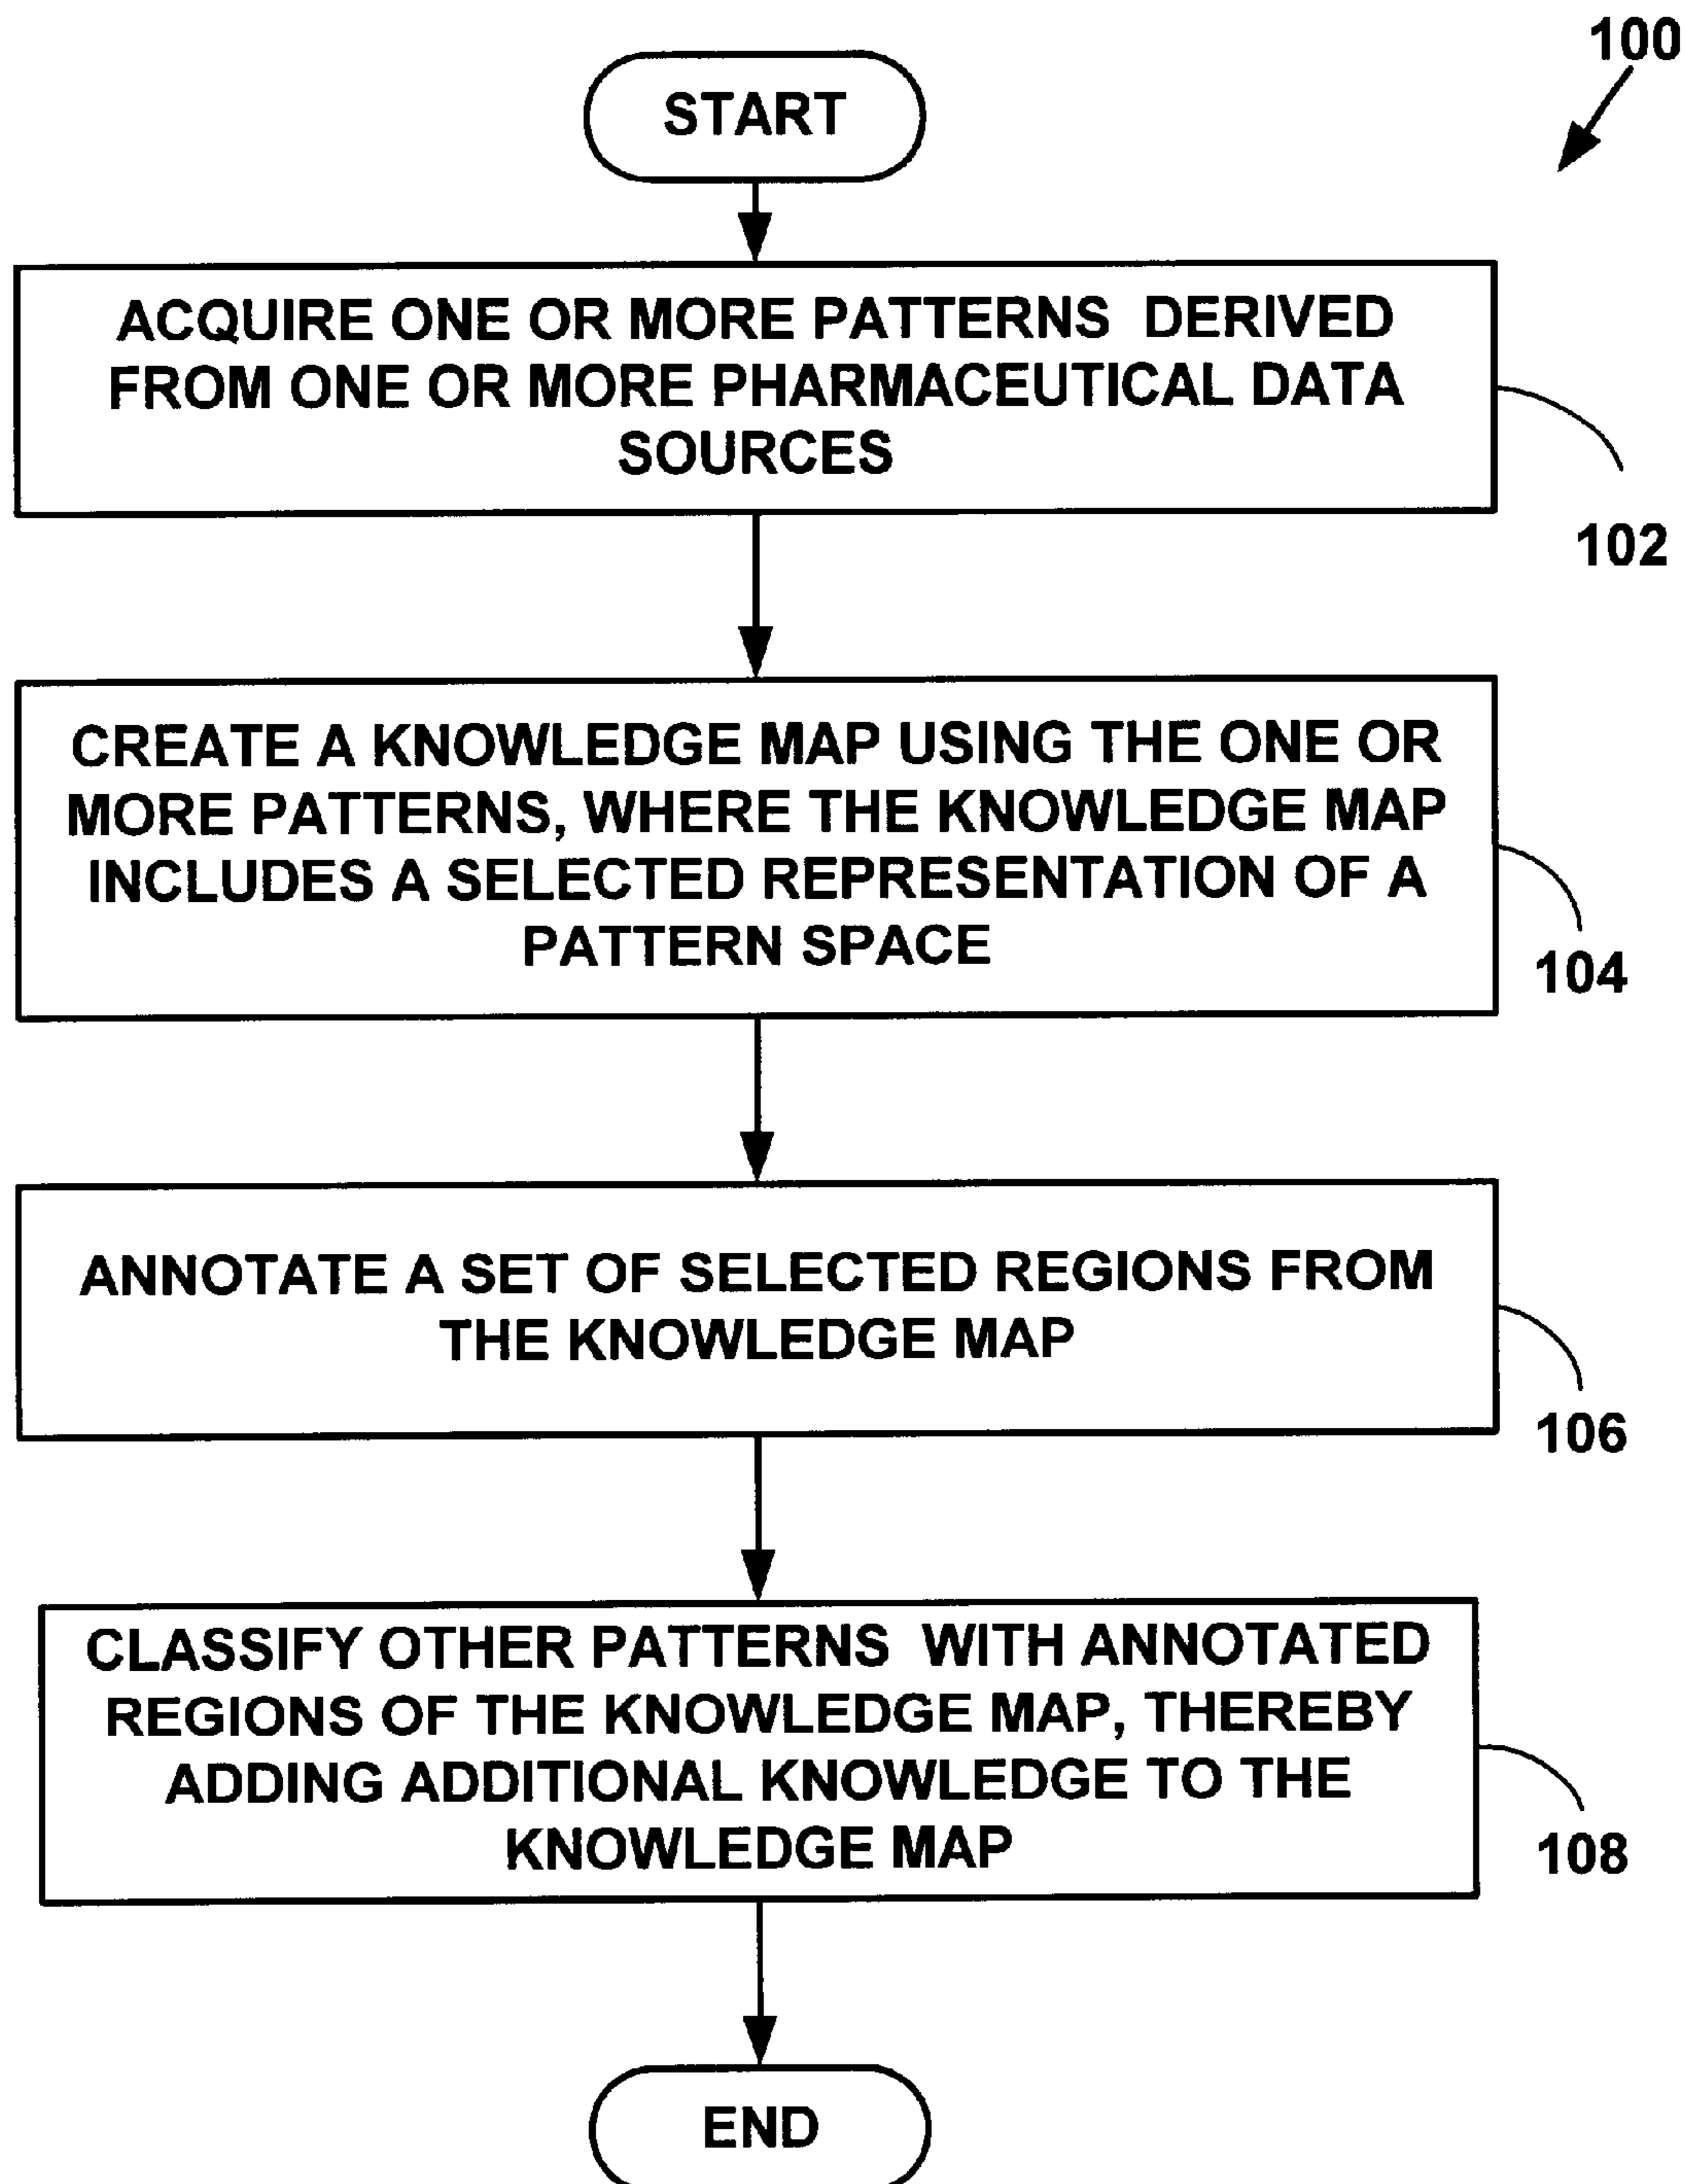 100
START
ACQUIRE ONE OR MORE PATTERNS DERIVED
FROM ONE OR MORE PHARMACEUTICAL DATA
SOURCES
102
CREATE A KNOWLEDGE MAP USING THE ONE OR
MORE PATTERNS, WHERE THE KNOWLEDGE MAP
INCLUDES A SELECTED REPRESENTATION OF A
PATTERN SPACE
104
ANNOTATE A SET OF SELECTED REGIONS FROM
THE KNOWLEDGE MAP
106
CLASSIFY OTHER PATTERNS WITH ANNOTATED
REGIONS OF THE KNOWLEDGE MAP, THEREBY
ADDING ADDITIONAL KNOWLEDGE TO THE
KNOWLEDGE MAP
108
END